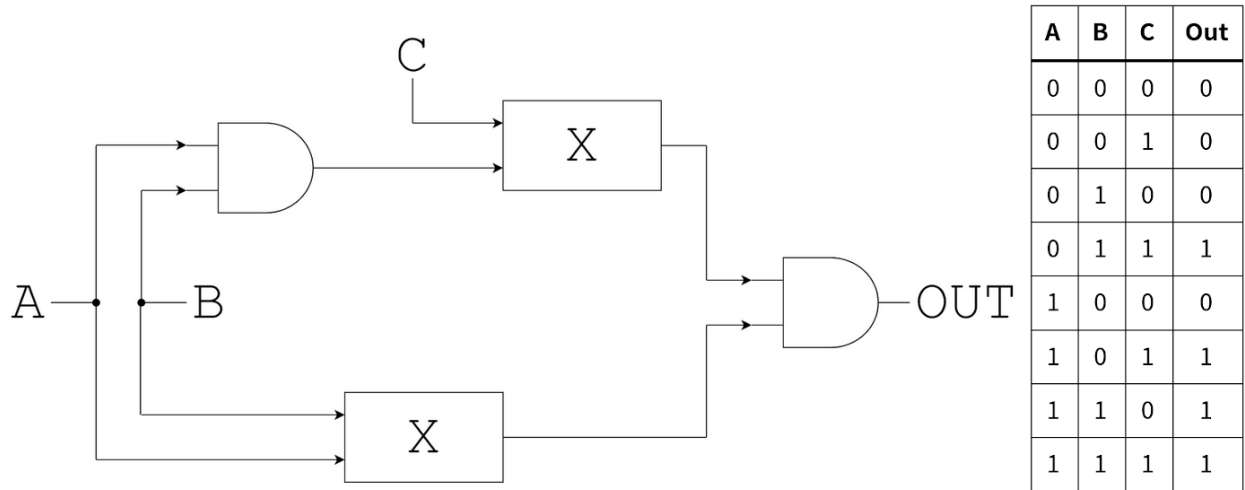 C
X
A
B
OUT
X
A B C Out
0 0 0 0
0 0 1 0
0 1 0 0
0 1 1 1
1 0 0 0
1 0 1 1
1 1 0 1
1 1 1 1